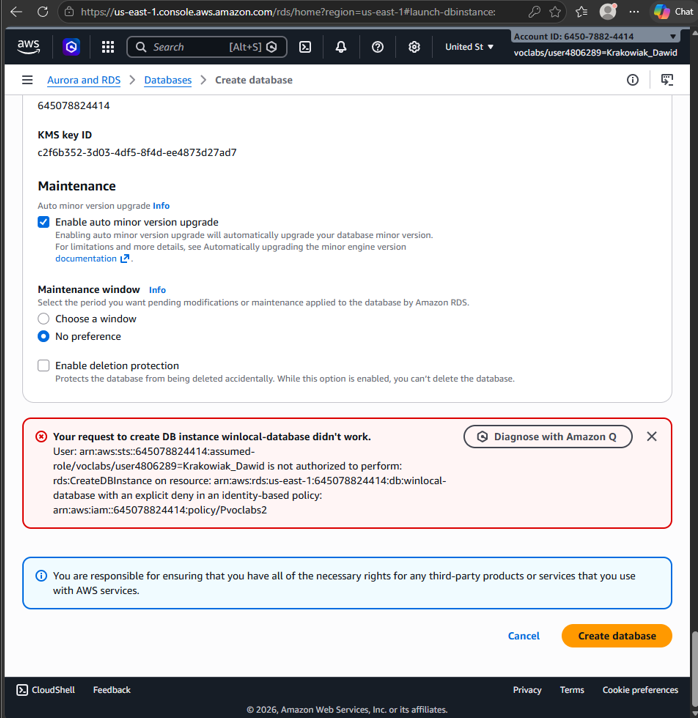 https://us-east-1.console.aws.amazon.com/rds/home?region=us-east-1#launch-dbinstance:
Chat
aws
Search [Alt+S]
United St ▼
Account ID: 6450-7882-4414
voclabs/user4806289=Krakowiak_Dawid
Aurora and RDS > Databases > Create database
645078824414
KMS key ID
c2f6b352-3d03-4df5-8f4d-ee4873d27ad7
Maintenance
Auto minor version upgrade Info
Enable auto minor version upgrade
Enabling auto minor version upgrade will automatically upgrade your database minor version.
For limitations and more details, see Automatically upgrading the minor engine version
documentation.
Maintenance window Info
Select the period you want pending modifications or maintenance applied to the database by Amazon RDS.
Choose a window
No preference
Enable deletion protection
Protects the database from being deleted accidentally. While this option is enabled, you can't delete the database.
Your request to create DB instance winlocal-database didn't work.
Diagnose with Amazon Q
User: arn:aws:sts::645078824414:assumed-
role/voclabs/user4806289=Krakowiak_Dawid is not authorized to perform:
rds:CreateDBInstance on resource: arn:aws:rds:us-east-1:645078824414:db:winlocal-
database with an explicit deny in an identity-based policy:
arn:aws:iam::645078824414:policy/Pvoclabs2
You are responsible for ensuring that you have all of the necessary rights for any third-party products or services that you use
with AWS services.
Cancel
Create database
CloudShell
Feedback
Privacy
Terms
Cookie preferences
© 2026, Amazon Web Services, Inc. or its affiliates.